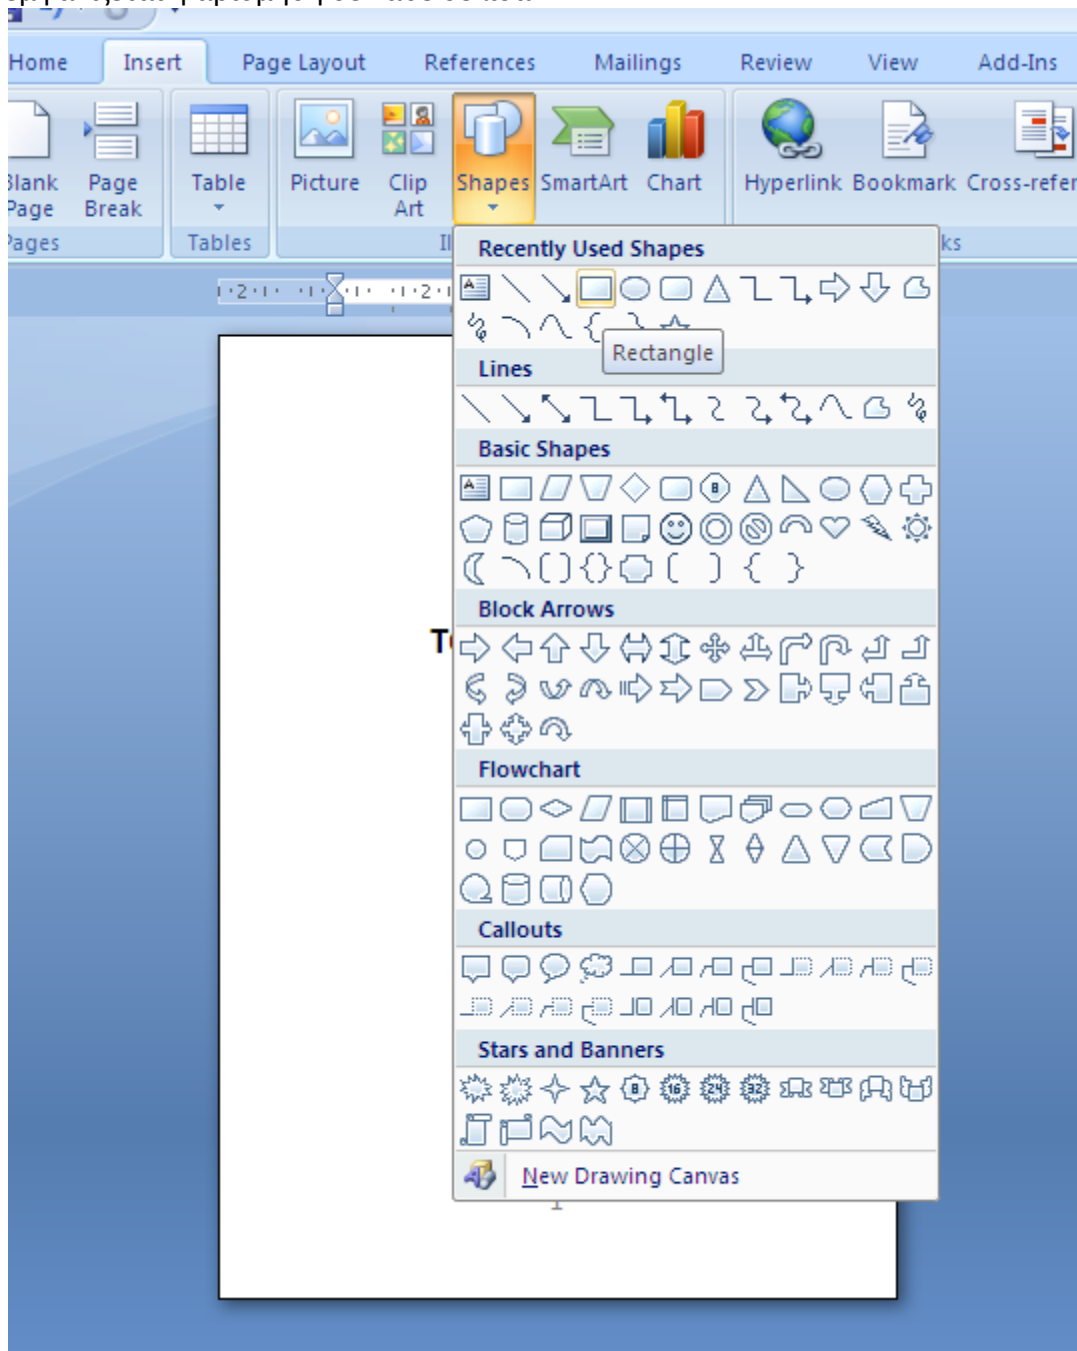 Home Insert Page Layout References Mailings Review View Add-Ins
Page Break
Table
Picture
Clip Art
Shapes
SmartArt
Chart
Hyperlink
Bookmark
Tables
Recently Used Shapes
Rectangle
Lines
Basic Shapes
Block Arrows
Flowchart
Callouts
Stars and Banners
New Drawing Canvas